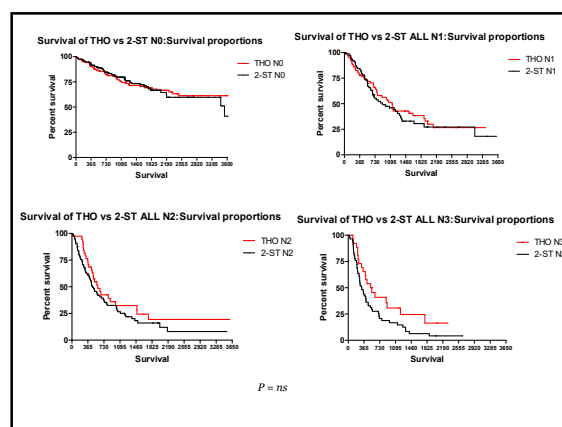 Survival of THO vs 2-ST N0:Survival proportions
THO N0
2-ST N0
Percent survival
100
75
50
25
0
0 365 730 1095 1460 1825 2190 2555 2920 3285 3650
Survival
Survival of THO vs 2-ST ALL N1:Survival proportions
THO N1
2-ST N1
Percent survival
100
75
50
25
0
0 365 730 1095 1460 1825 2190 2555 2920 3285 3650
Survival
Survival of THO vs 2-ST ALL N2:Survival proportions
THO N2
2-ST N2
Percent survival
100
75
50
25
0
0 365 730 1095 1460 1825 2190 2555 2920 3285 3650
Survival
Survival of THO vs 2-ST ALL N3:Survival proportions
THO N3
2-ST N3
Percent survival
100
75
50
25
0
0 365 730 1095 1460 1825 2190 2555 2920 3285 3650
Survival
P = ns